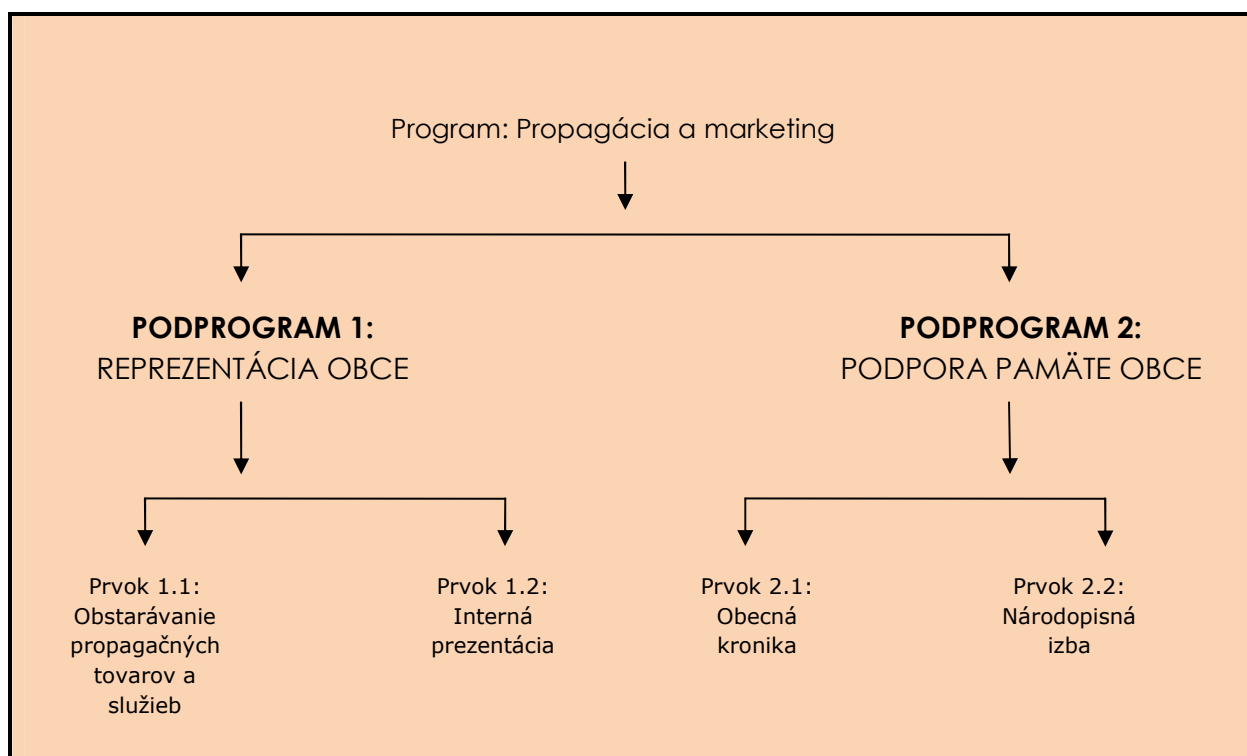 Program: Propagácia a marketing
PODPROGRAM 1:
REPREZENTÁCIA OBCE
PODPROGRAM 2:
PODPORA PAMÄTE OBCE
Prvok 1.1:
Obstarávanie
propagačných
tovarov a
služieb
Prvok 1.2:
Interná
prezentácia
Prvok 2.1:
Obecná
kronika
Prvok 2.2:
Národopisná
izba